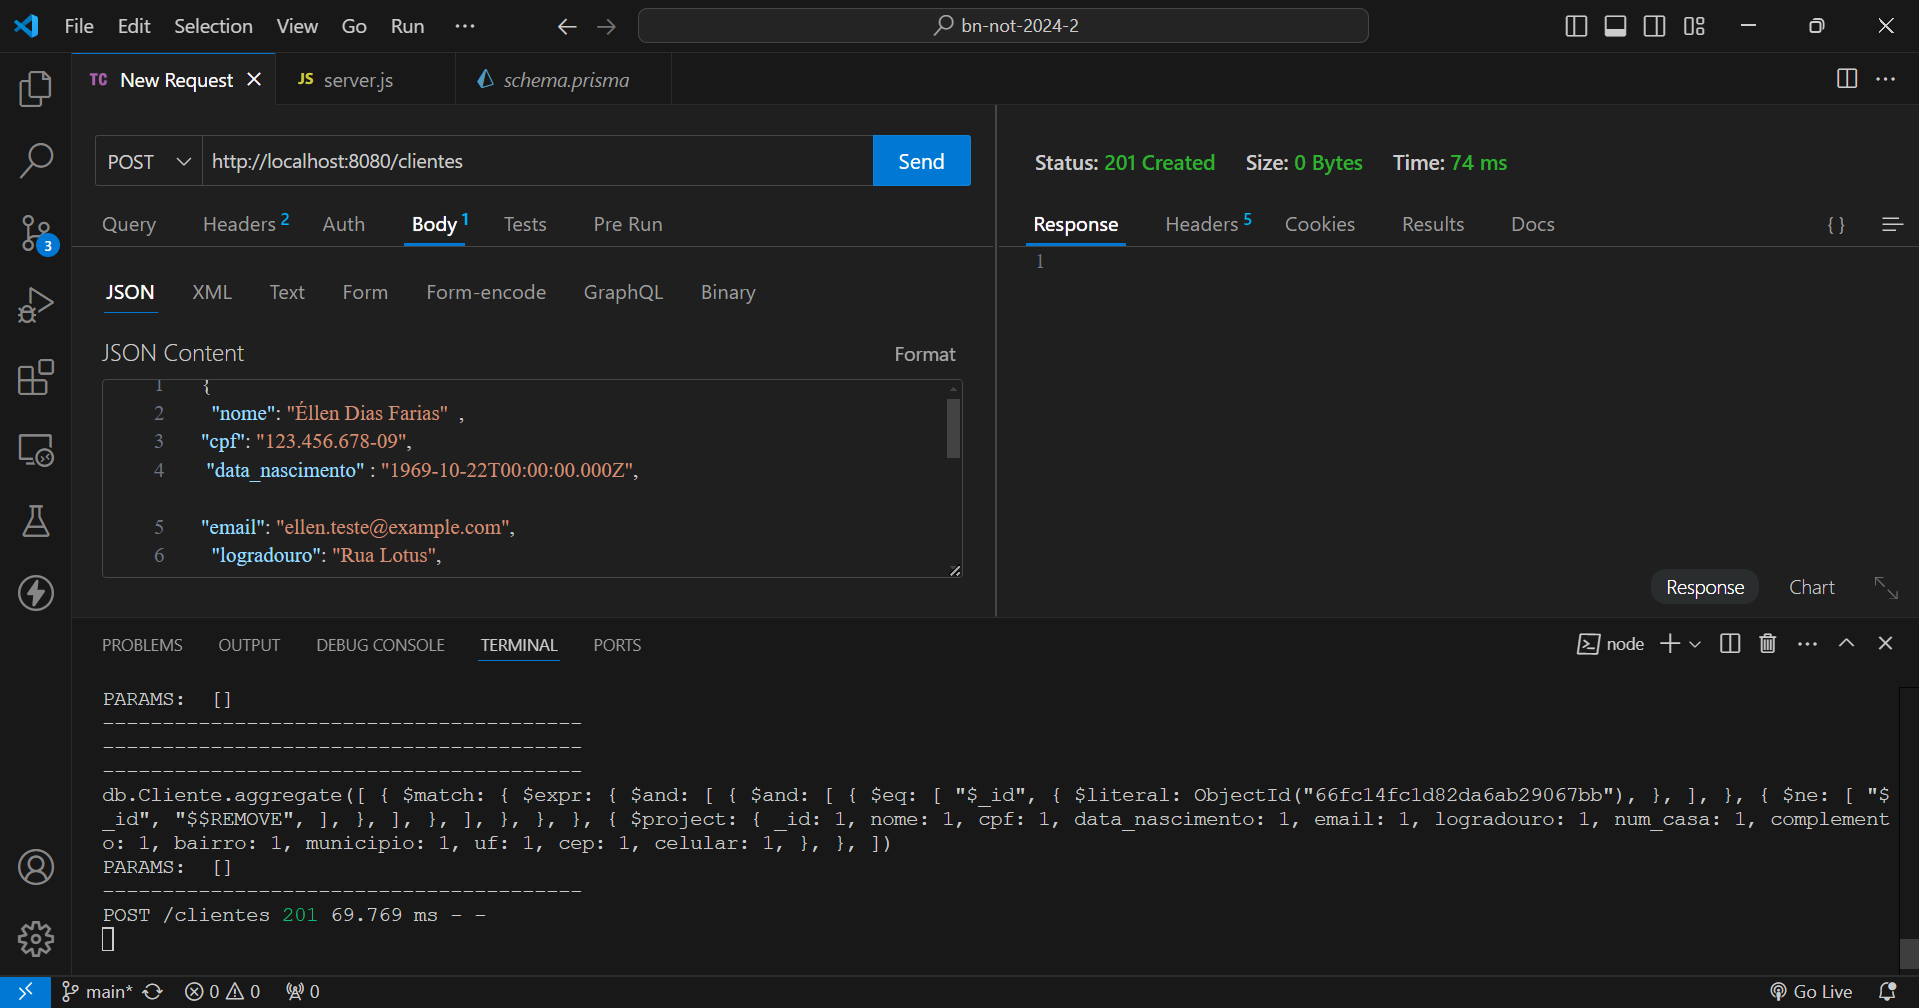 File Edit Selection View Go Run ··· bn-not-2024-2
TC New Request JS server.js schema.prisma
POST http://localhost:8080/clientes Send
Status: 201 Created Size: 0 Bytes Time: 74 ms
Query Headers 2 Auth Body 1 Tests Pre Run
Response Headers 5 Cookies Results Docs { }
1
JSON XML Text Form Form-encode GraphQL Binary
JSON Content Format
1 {
2 "nome": "Éllen Dias Farias" ,
3 "cpf": "123.456.678-09",
4 "data_nascimento" : "1969-10-22T00:00:00.000Z",
5 "email": "ellen.teste@example.com",
6 "logradouro": "Rua Lotus",
Response Chart
3
PROBLEMS OUTPUT DEBUG CONSOLE TERMINAL PORTS node
PARAMS: []
----------------------------------------
----------------------------------------
----------------------------------------
db.Cliente.aggregate([ { $match: { $expr: { $and: [ { $and: [ { $eq: [ "$_id", { $literal: ObjectId("66fc14fc1d82da6ab29067bb"), }, ], }, { $ne: [ "$
_id", "$$REMOVE", ], }, ], }, ], }, }, }, { $project: { _id: 1, nome: 1, cpf: 1, data_nascimento: 1, email: 1, logradouro: 1, num_casa: 1, complement
o: 1, bairro: 1, municipio: 1, uf: 1, cep: 1, celular: 1, }, }, ])
PARAMS: []
----------------------------------------
POST /clientes 201 69.769 ms - -
main* 0 0 0 Go Live